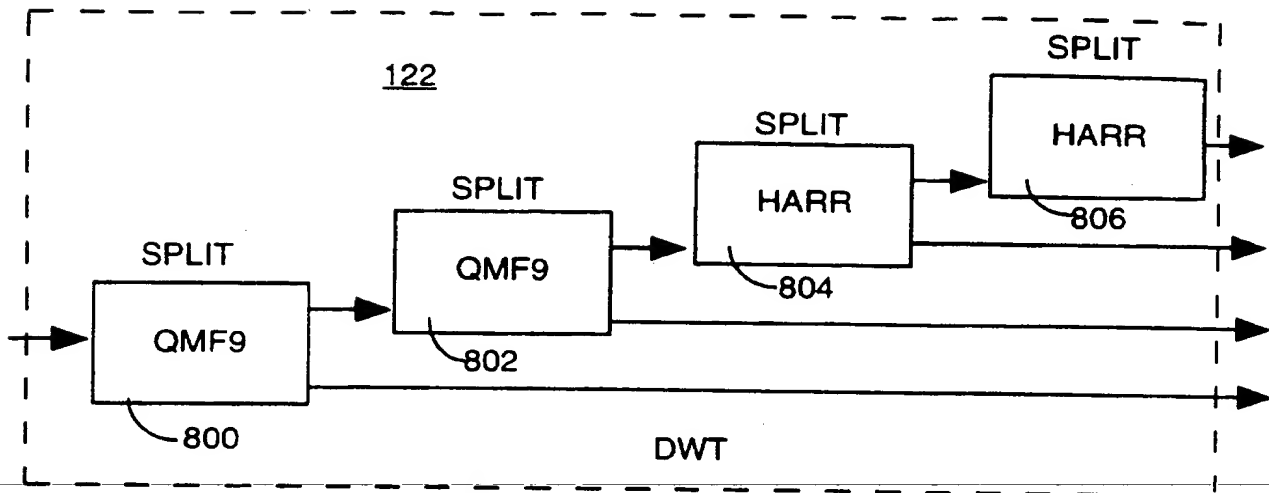 122
SPLIT
HARR
806
SPLIT
HARR
804
SPLIT
QMF9
802
SPLIT
QMF9
800
DWT